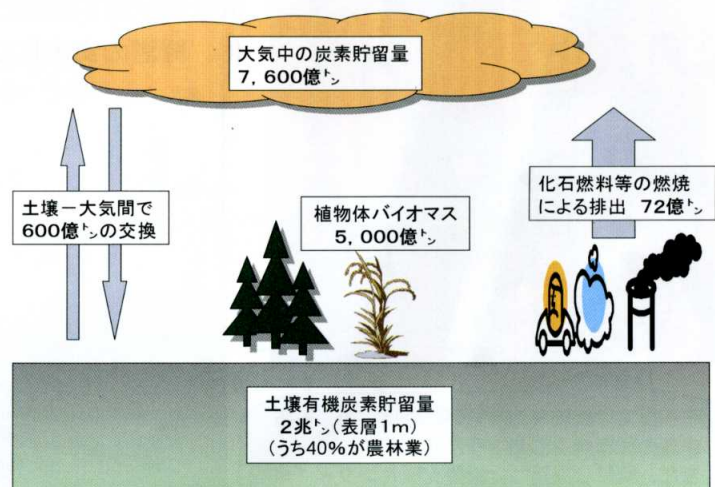 大気中の炭素貯留量
7，600億㌧
土壌－大気間で
600億㌧の交換
植物体バイオマス
5，000億㌧
化石燃料等の燃焼
による排出 72億㌧
土壌有機炭素貯留量
2兆㌧(表層1m)
(うち40%が農林業)